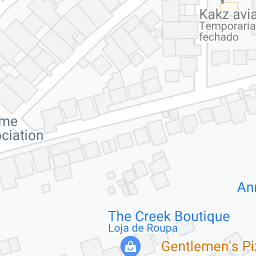 Kakz avia
Temporaria
fechado
me
ociation
Ann
The Creek Boutique
Loja de Roupa
Gentlemen's Piz